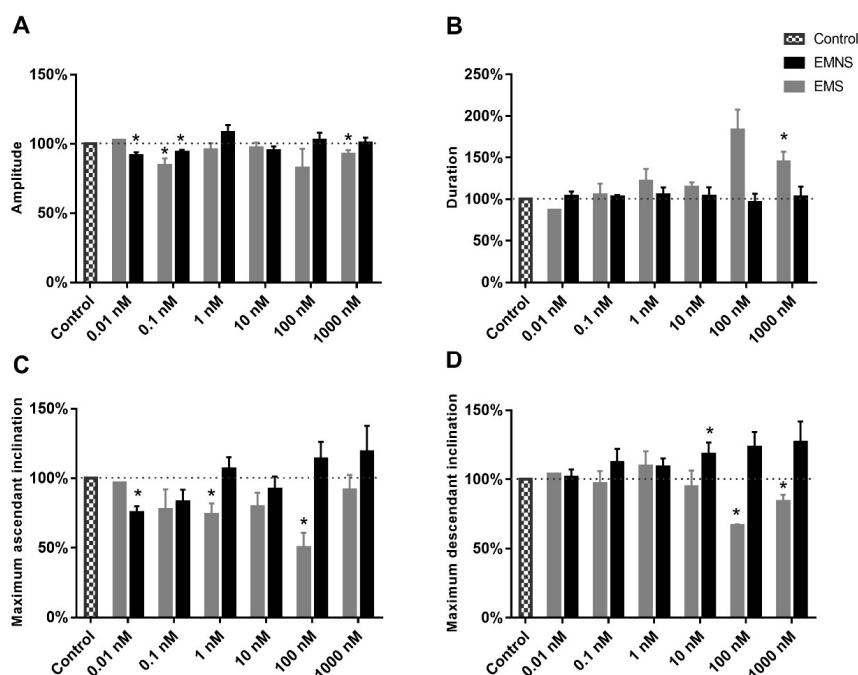 A
Amplitude
150%
100%
50%
0%
* * * *
Control
0.01 nM
0.1 nM
1 nM
10 nM
100 nM
1000 nM
B
Control
EMNS
EMS
Duration
250%
200%
150%
100%
50%
0%
*
Control
0.01 nM
0.1 nM
1 nM
10 nM
100 nM
1000 nM
C
Maximum ascendant inclination
150%
100%
50%
0%
* * *
Control
0.01 nM
0.1 nM
1 nM
10 nM
100 nM
1000 nM
D
Maximum descendant inclination
150%
100%
50%
0%
* * *
Control
0.01 nM
0.1 nM
1 nM
10 nM
100 nM
1000 nM